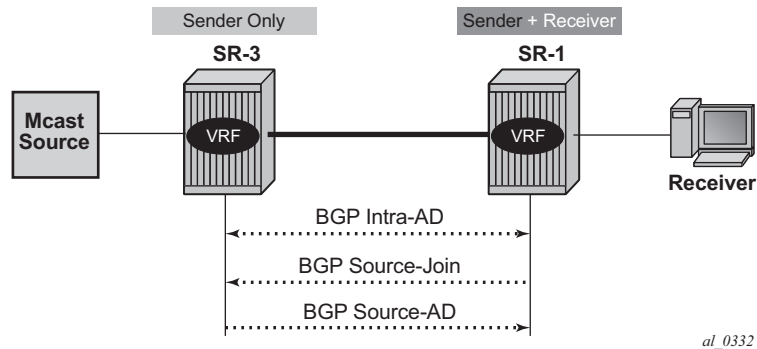 Sender Only
Sender + Receiver
SR-3
SR-1
Mcast
Source
VRF
VRF
Receiver
BGP Intra-AD
BGP Source-Join
BGP Source-AD
al_0332